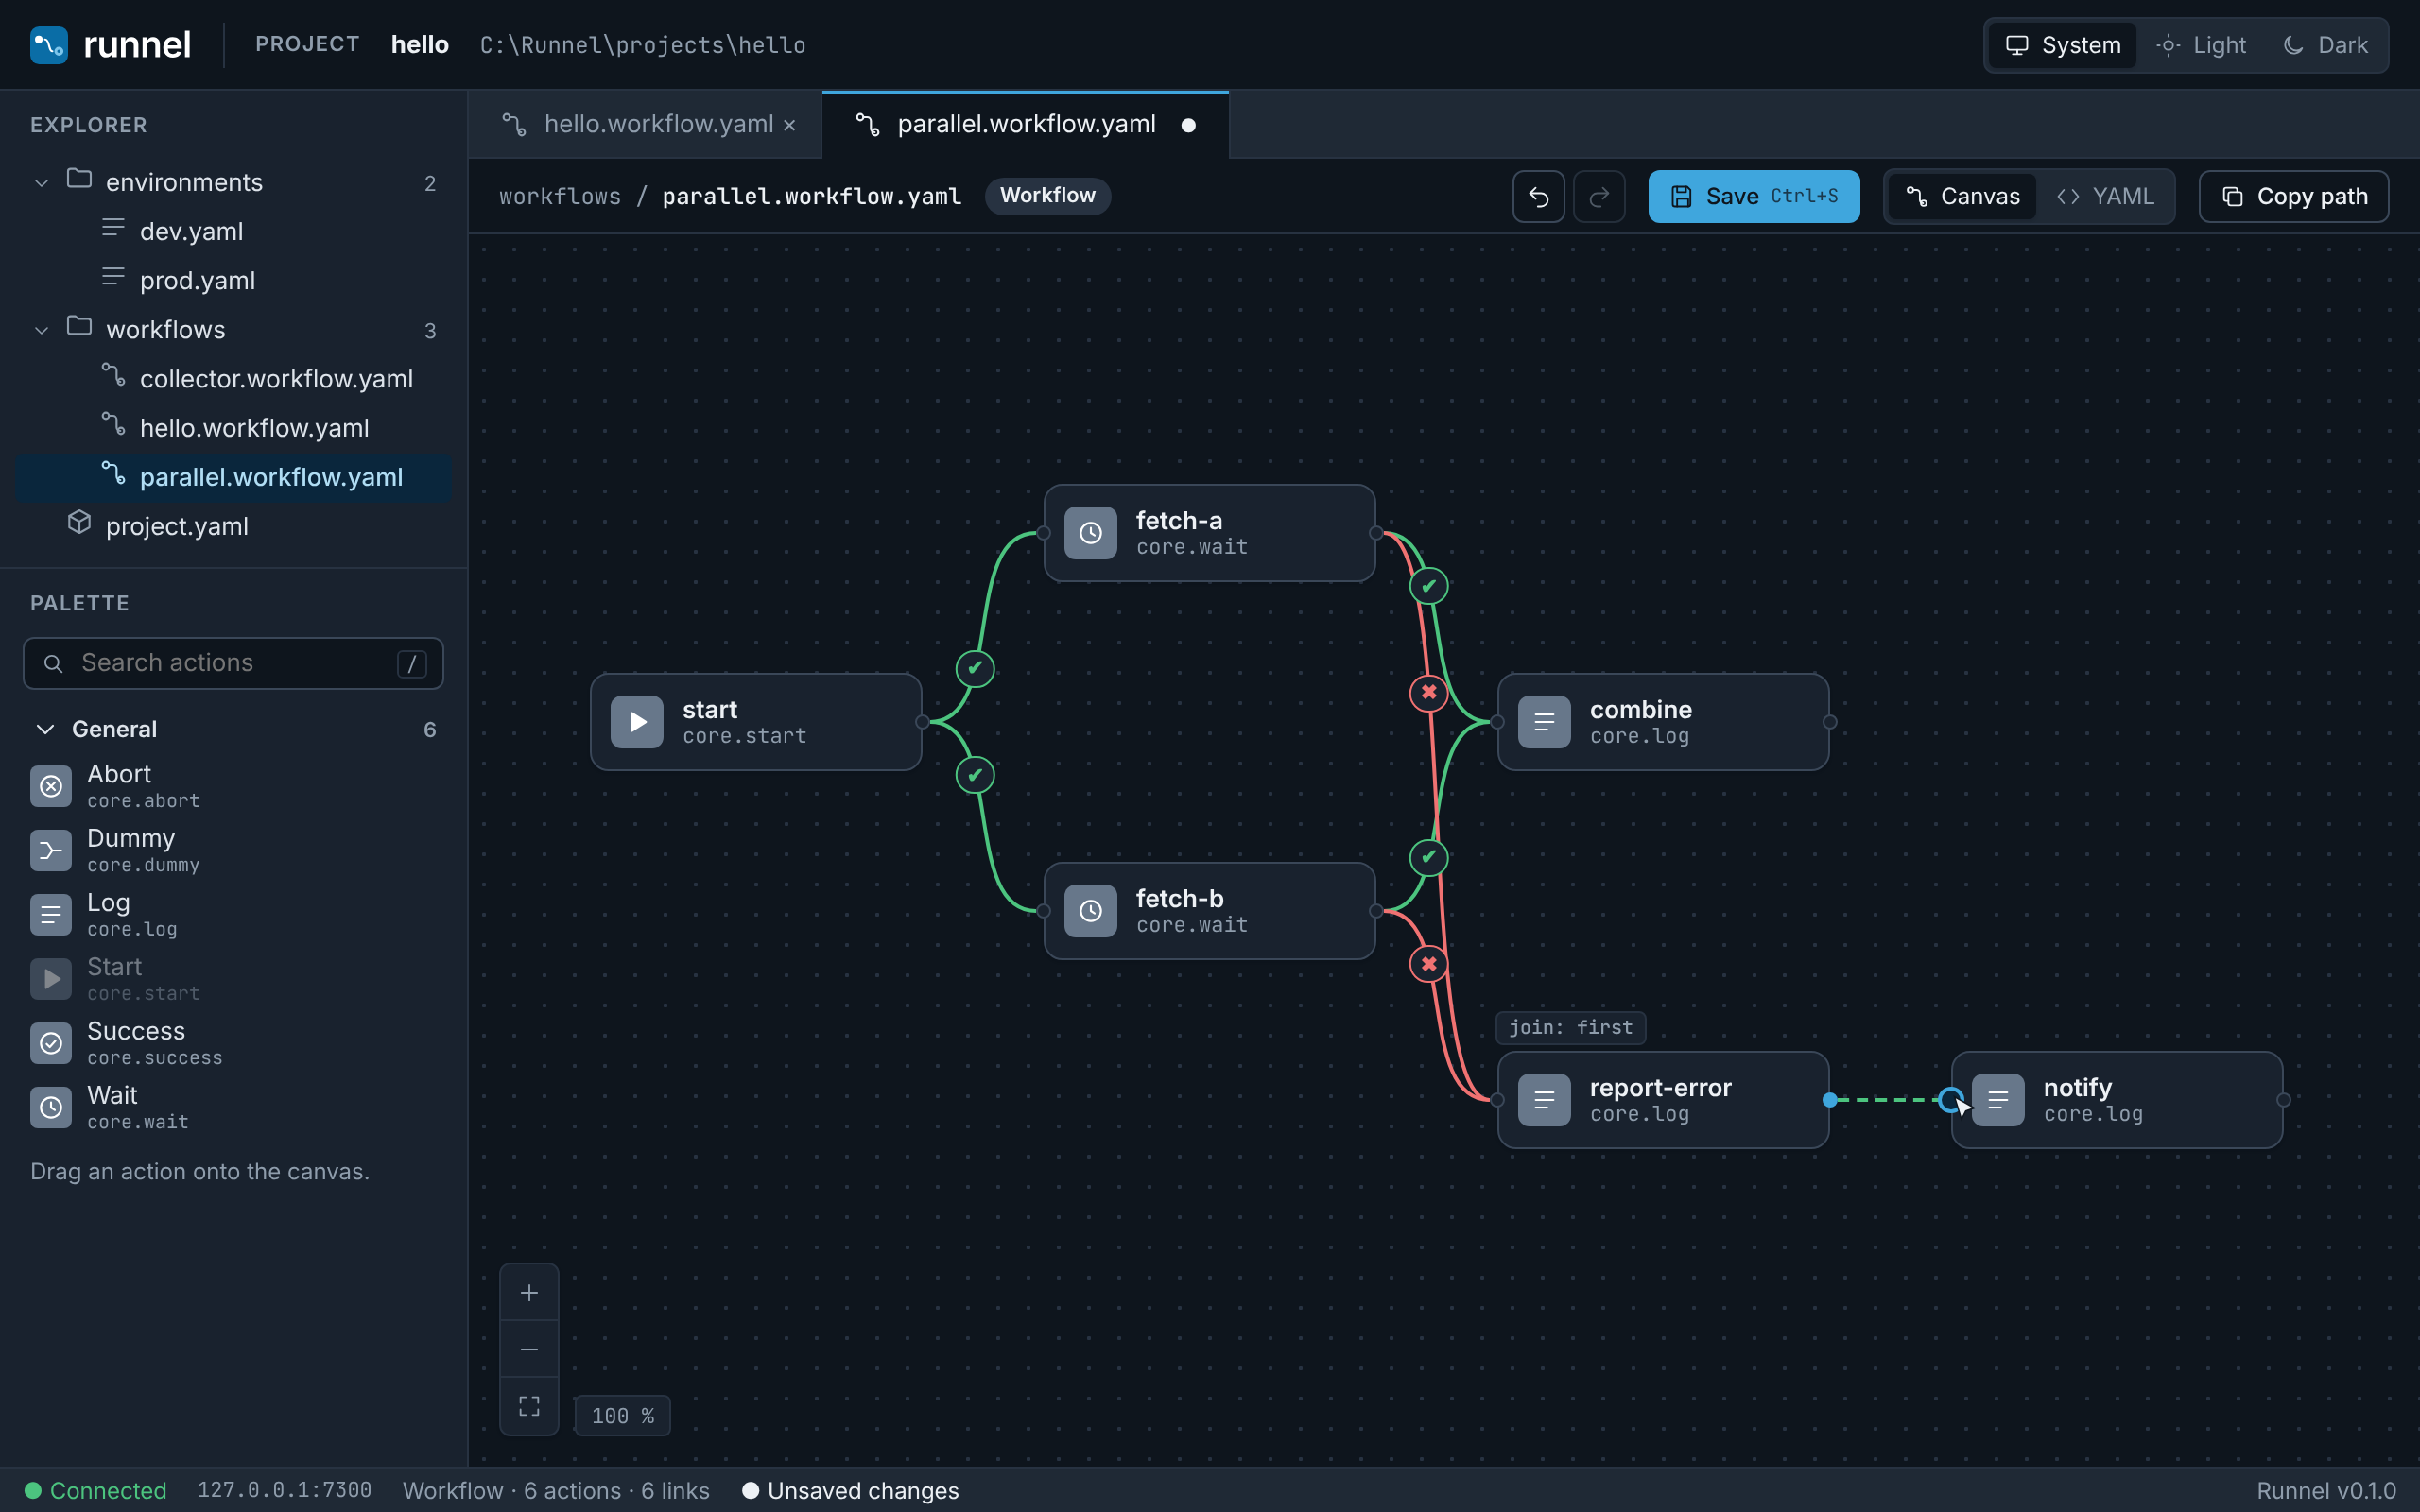 runnel
PROJECT hello C:\Runnel\projects\hello
System Light Dark
EXPLORER
environments 2
dev.yaml
prod.yaml
workflows 3
collector.workflow.yaml
hello.workflow.yaml
parallel.workflow.yaml
project.yaml
PALETTE
Search actions /
General 6
Abort
core.abort
Dummy
core.dummy
Log
core.log
Start
core.start
Success
core.success
Wait
core.wait
Drag an action onto the canvas.
hello.workflow.yaml ×
parallel.workflow.yaml
workflows / parallel.workflow.yaml Workflow
Save Ctrl+S
Canvas YAML
Copy path
fetch-a
core.wait
start
core.start
combine
core.log
fetch-b
core.wait
join: first
report-error
core.log
notify
core.log
100 %
Connected 127.0.0.1:7300 Workflow · 6 actions · 6 links Unsaved changes
Runnel v0.1.0